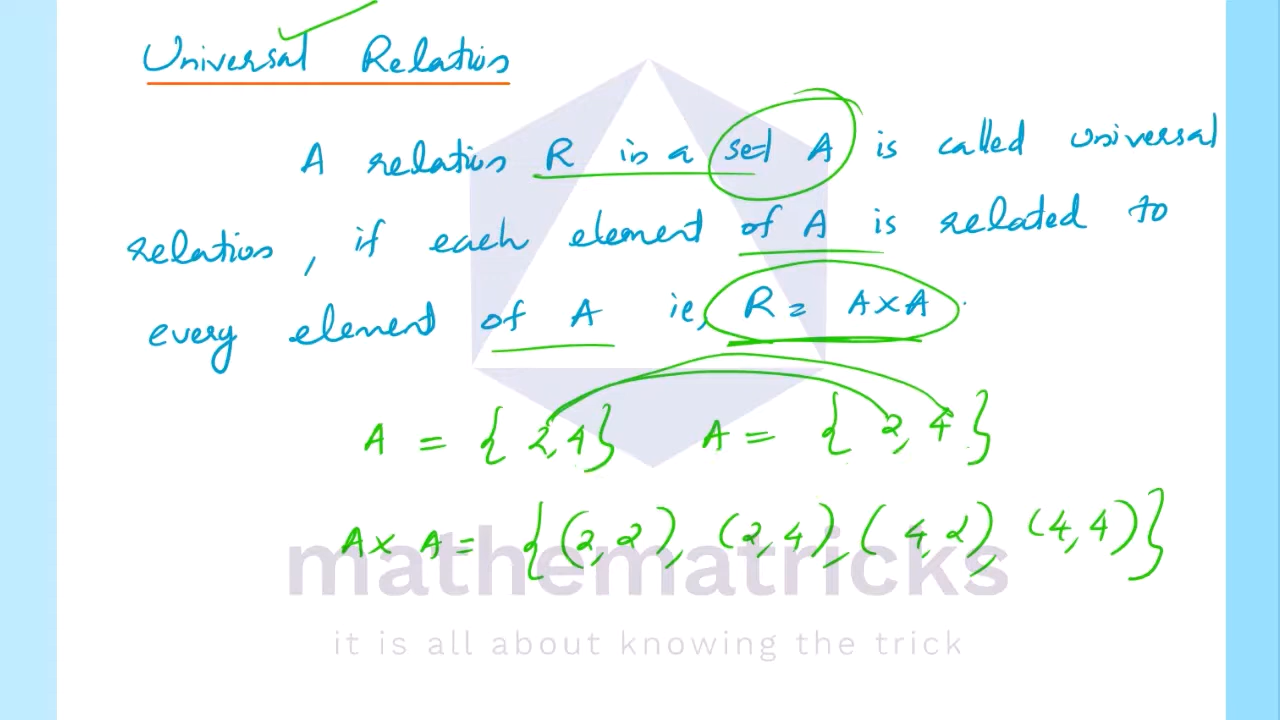 Universal Relation
A relation R in a set A is called universal
relation, if each element of A is related to
every element of A ie, R = A×A.
A = {2,4} A = {2,4}
A× A = {(2,2), (2,4), (4,2), (4,4)}
mathematricks
it is all about knowing the trick